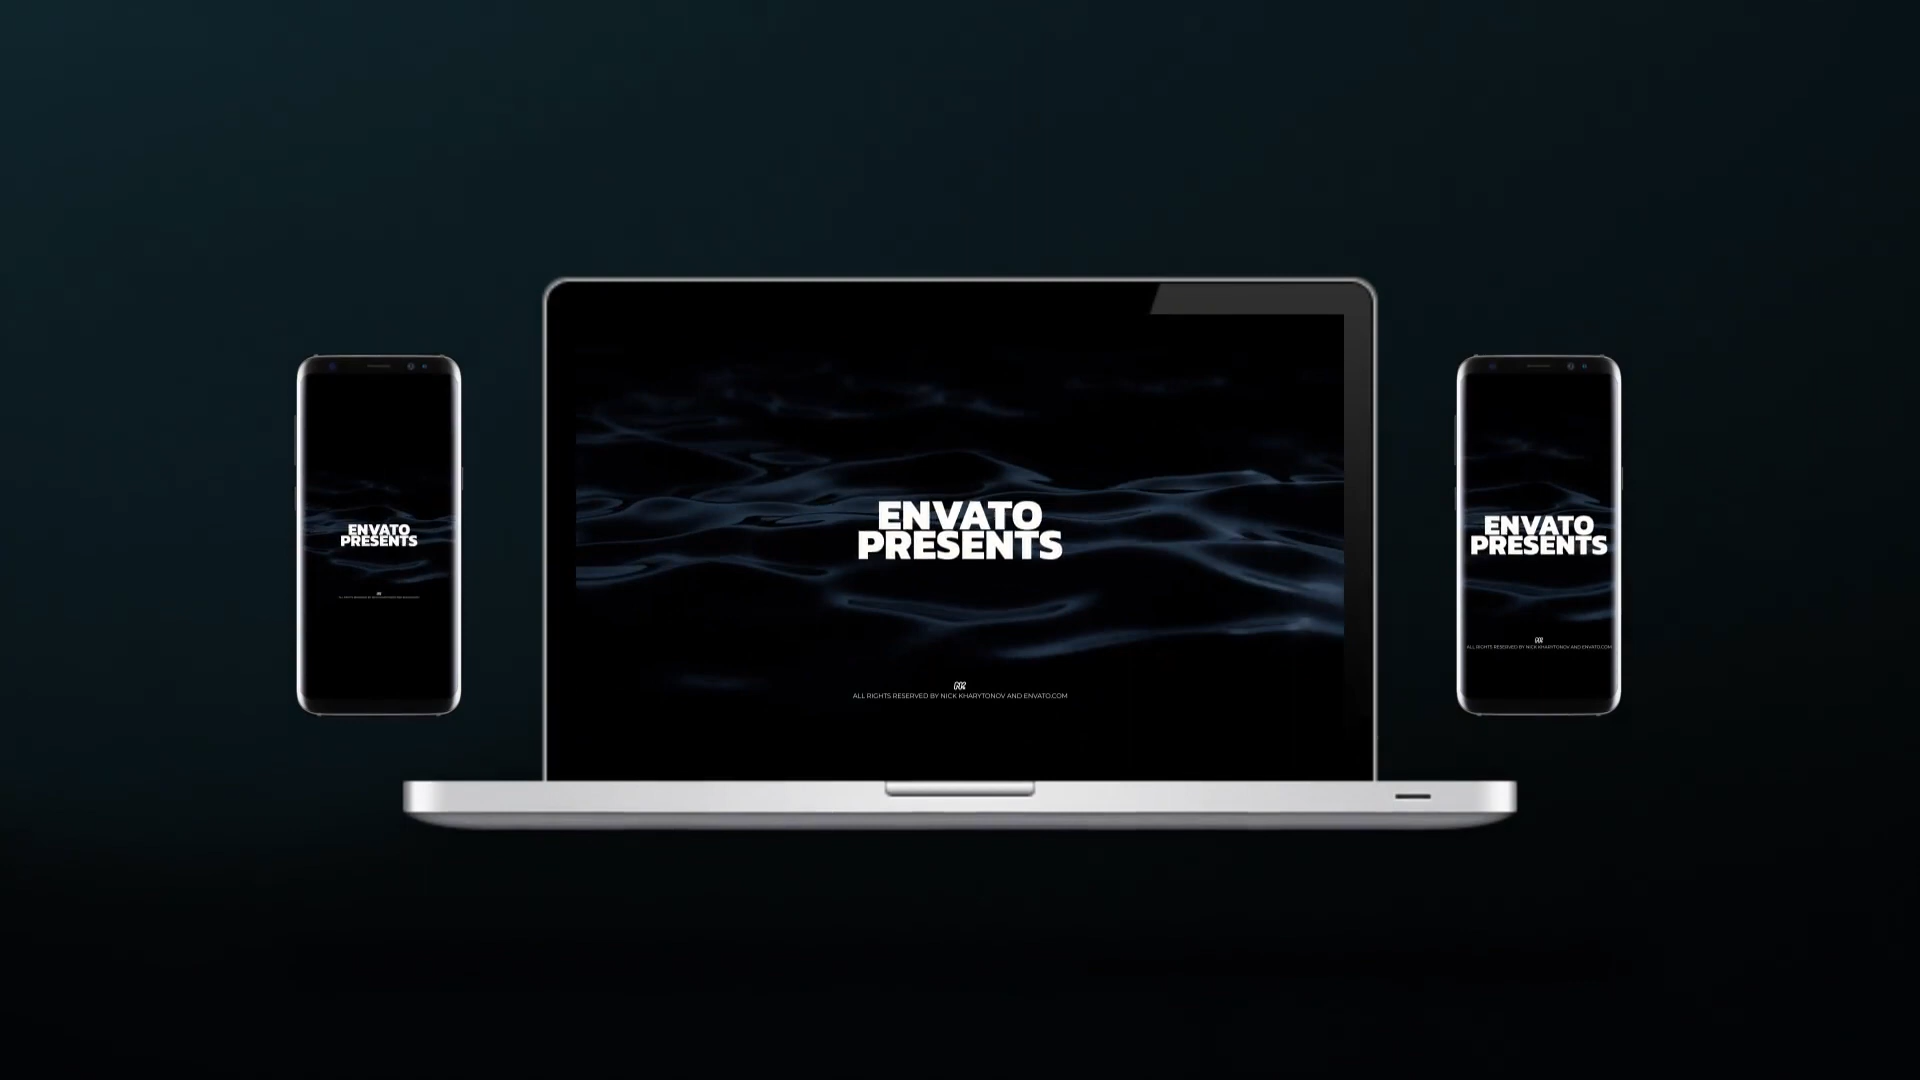 ENVATO
PRESENTS
ENVATO
PRESENTS
ALL RIGHTS RESERVED BY NICK KHARYTONOV AND ENVATO.COM
ENVATO
PRESENTS
ALL RIGHTS RESERVED BY NICK KHARYTONOV AND ENVATO.COM